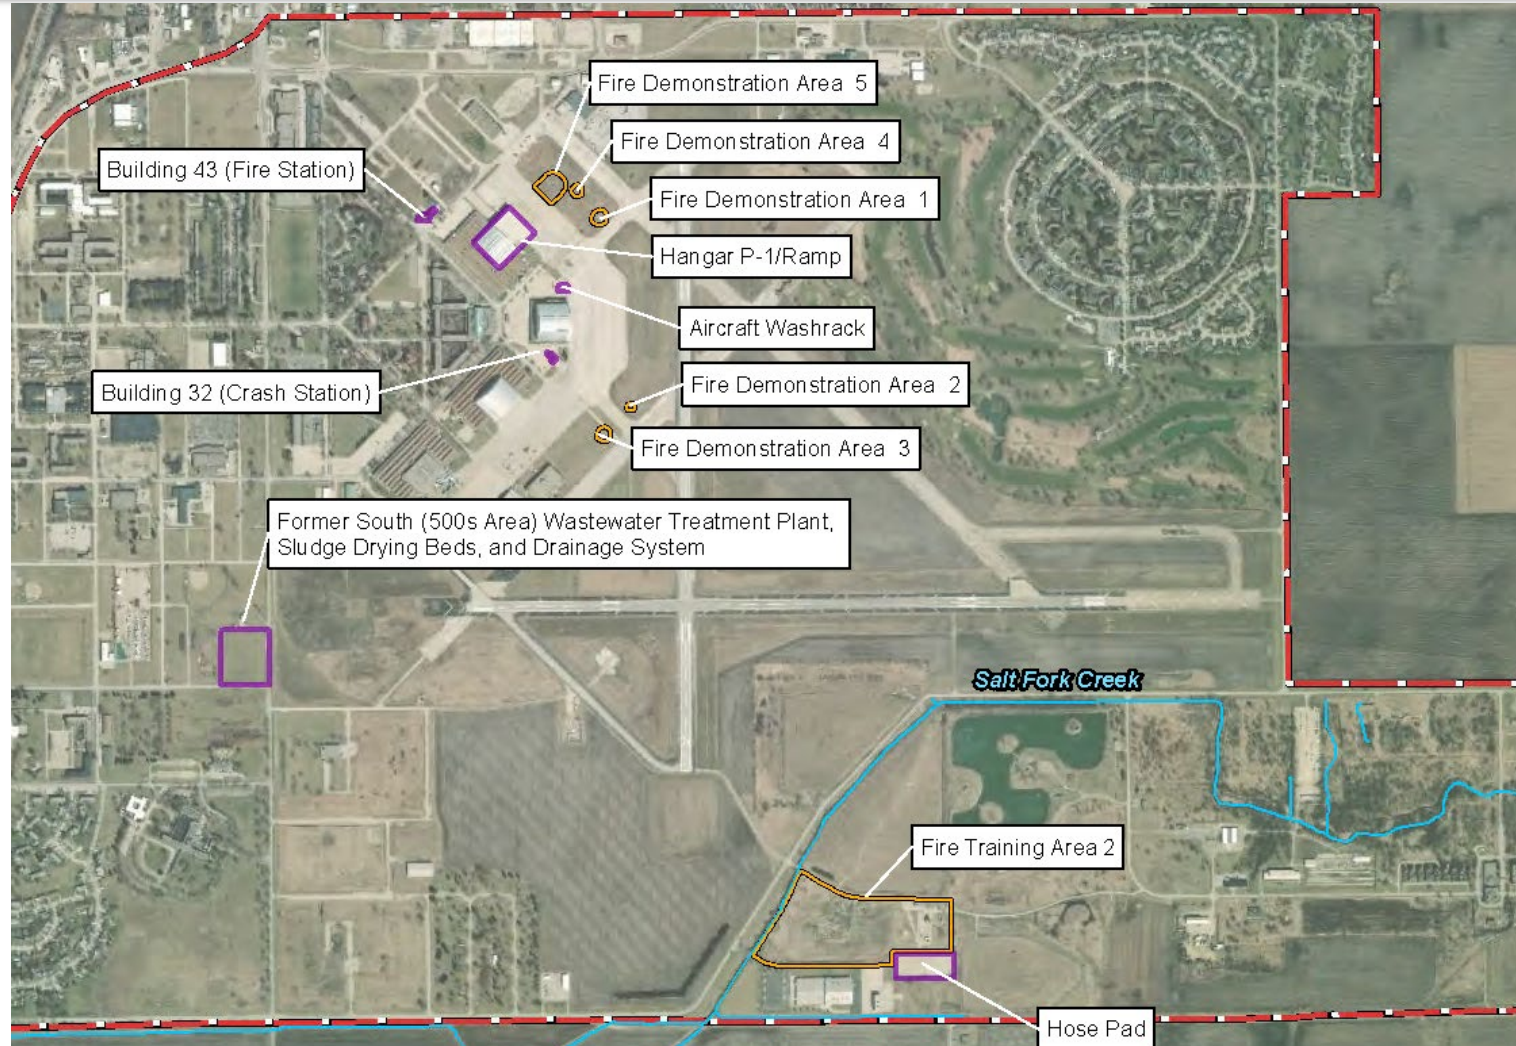 Fire Demonstration Area 5
Fire Demonstration Area 4
Building 43 (Fire Station)
Fire Demonstration Area 1
Hangar P-1/Ramp
Aircraft Washrack
Building 32 (Crash Station)
Fire Demonstration Area 2
Fire Demonstration Area 3
Former South (500s Area) Wastewater Treatment Plant,
Sludge Drying Beds, and Drainage System
Salt Fork Creek
Fire Training Area 2
Hose Pad